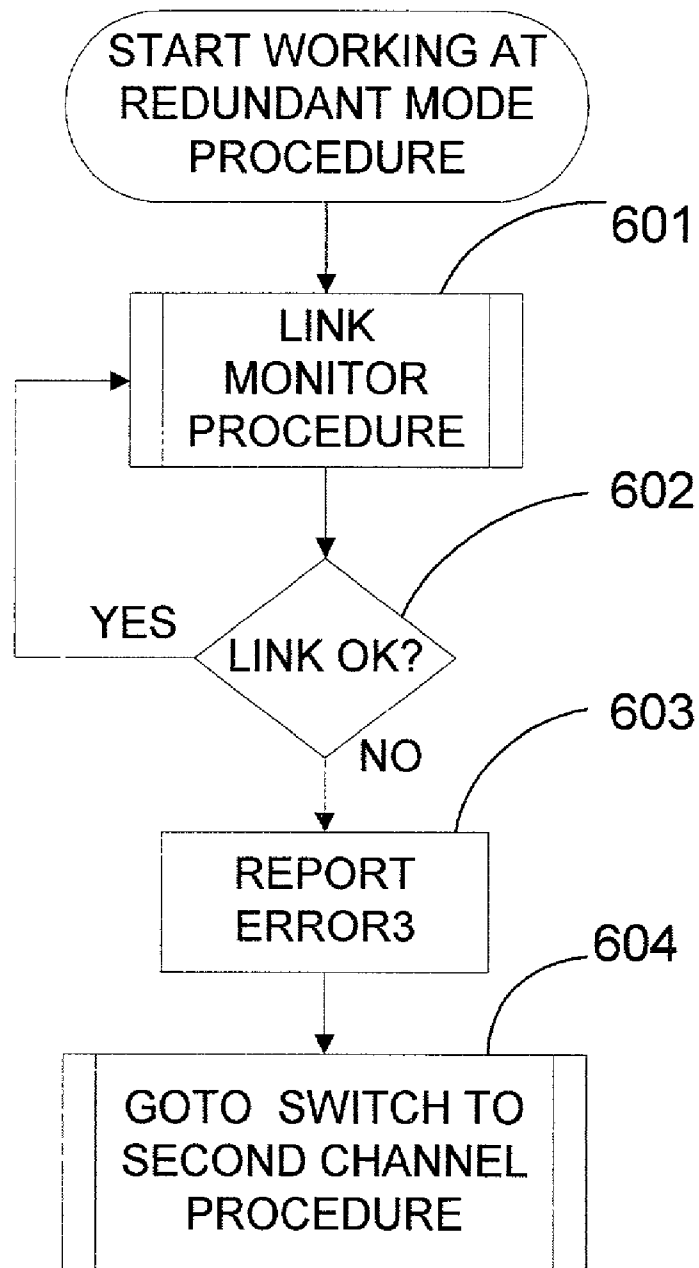 START WORKING AT
REDUNDANT MODE
PROCEDURE
601
LINK
MONITOR
PROCEDURE
602
YES
LINK OK?
603
NO
REPORT
ERROR3
604
GOTO SWITCH TO
SECOND CHANNEL
PROCEDURE